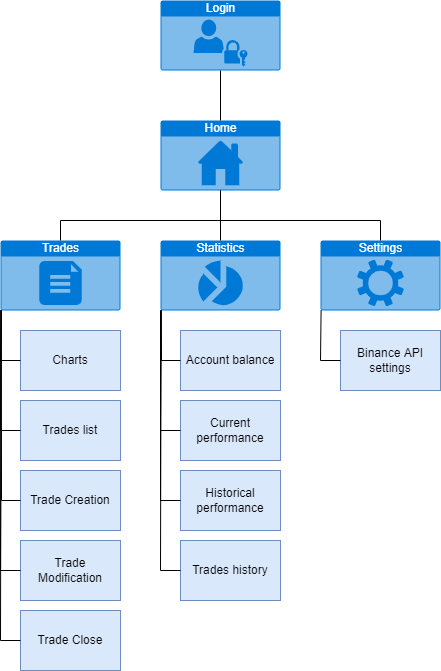 Login
Home
Trades
Statistics
Settings
Charts
Trades list
Trade Creation
Trade
Modification
Trade Close
Account balance
Current
performance
Historical
performance
Trades history
Binance API
settings